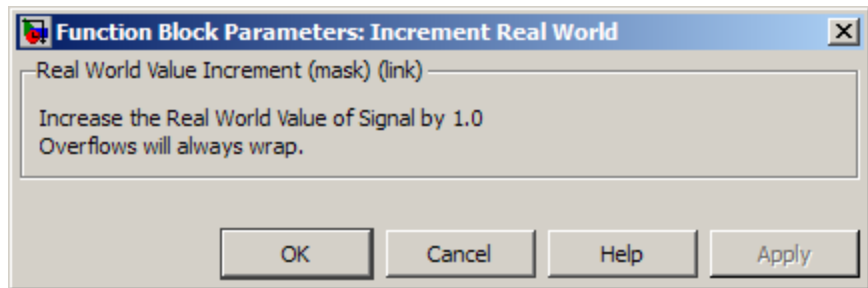 Function Block Parameters: Increment Real World
Real World Value Increment (mask) (link)
Increase the Real World Value of Signal by 1.0
Overflows will always wrap.
OK Cancel Help Apply